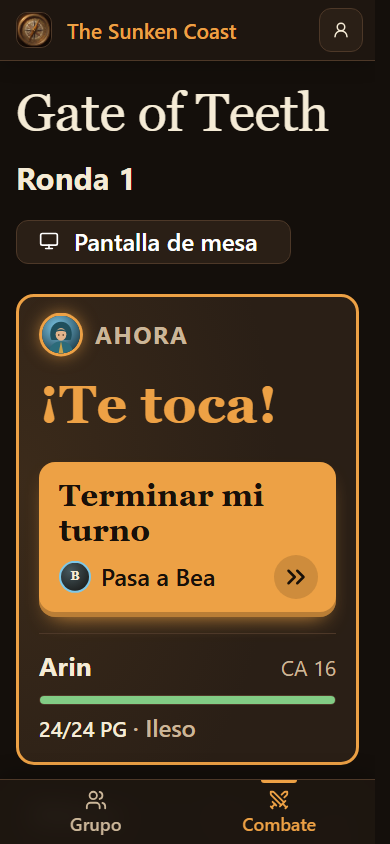 The Sunken Coast
Gate of Teeth
Ronda 1
Pantalla de mesa
AHORA
¡Te toca!
Terminar mi
turno
B Pasa a Bea
Arin CA 16
24/24 PG · Ileso
Grupo Combate